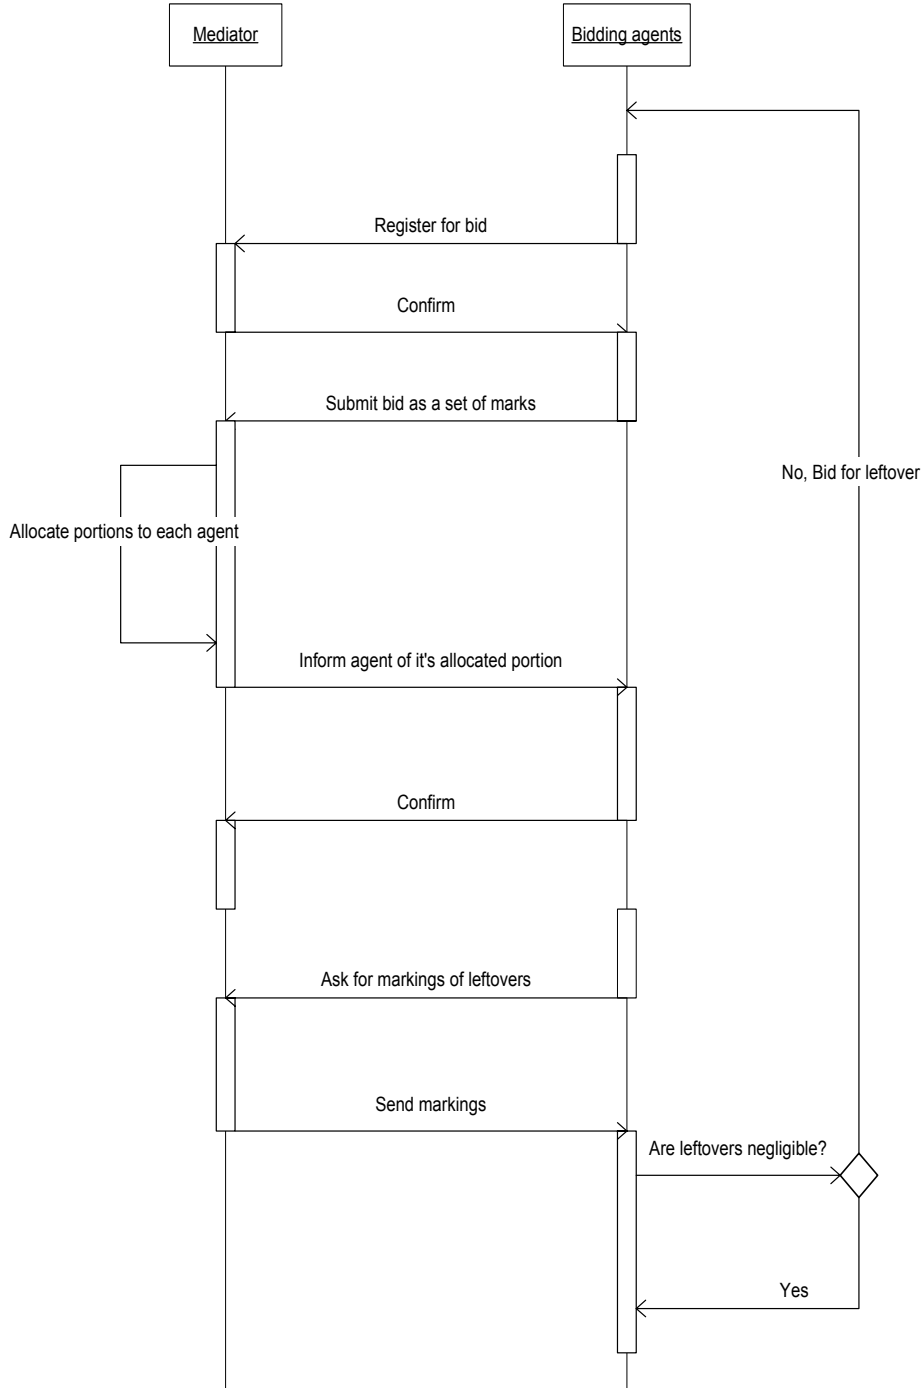 Mediator
Bidding agents
Register for bid
Confirm
Submit bid as a set of marks
No, Bid for leftover
Allocate portions to each agent
Inform agent of it's allocated portion
Confirm
Ask for markings of leftovers
Send markings
Are leftovers negligible?
Yes